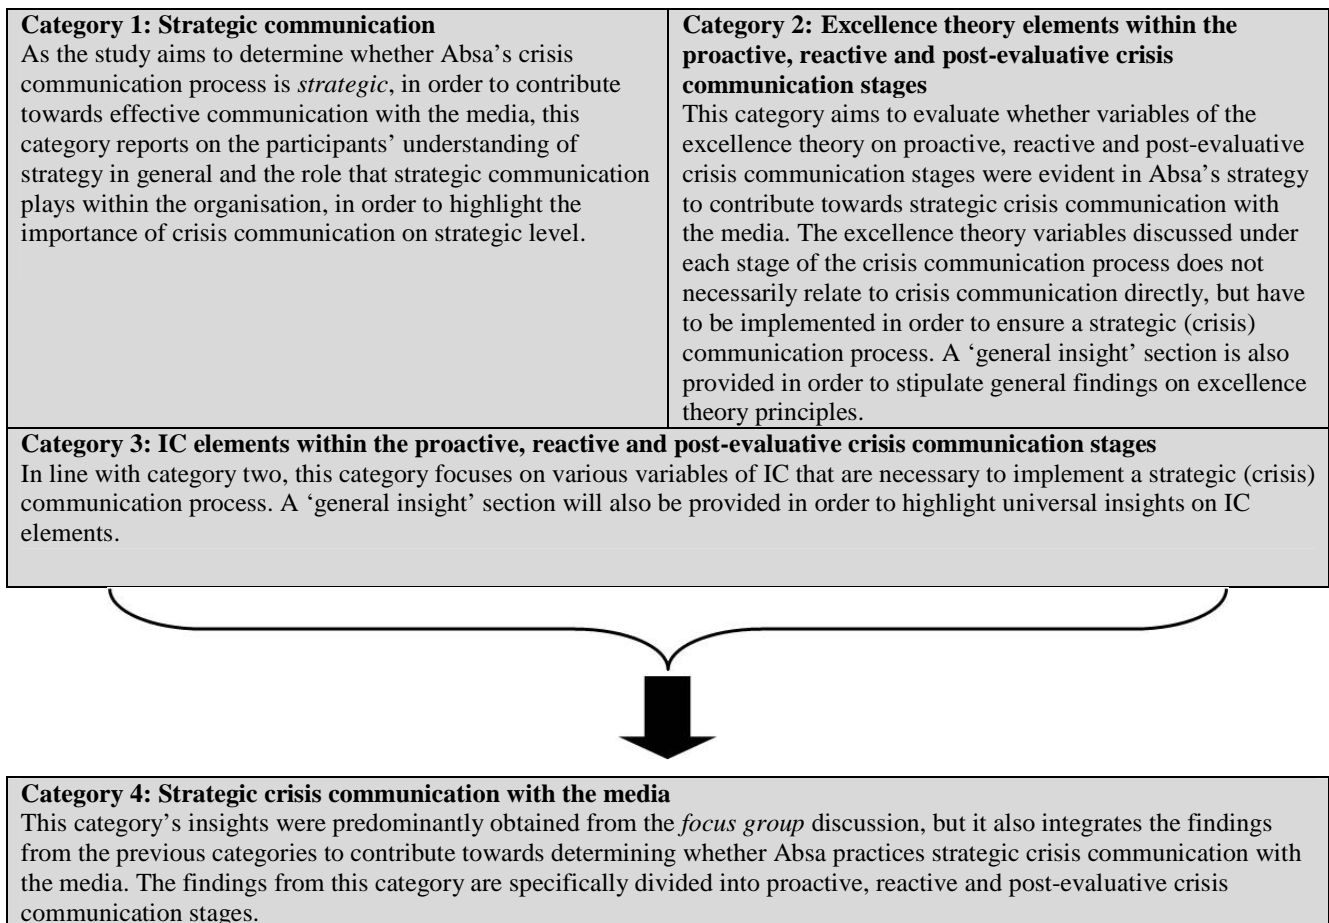 Category 1: Strategic communication
As the study aims to determine whether Absa's crisis
communication process is strategic, in order to contribute
towards effective communication with the media, this
category reports on the participants' understanding of
strategy in general and the role that strategic communication
plays within the organisation, in order to highlight the
importance of crisis communication on strategic level.
Category 2: Excellence theory elements within the
proactive, reactive and post-evaluative crisis
communication stages
This category aims to evaluate whether variables of the
excellence theory on proactive, reactive and post-evaluative
crisis communication stages were evident in Absa's strategy
to contribute towards strategic crisis communication with
the media. The excellence theory variables discussed under
each stage of the crisis communication process does not
necessarily relate to crisis communication directly, but have
to be implemented in order to ensure a strategic (crisis)
communication process. A 'general insight' section is also
provided in order to stipulate general findings on excellence
theory principles.
Category 3: IC elements within the proactive, reactive and post-evaluative crisis communication stages
In line with category two, this category focuses on various variables of IC that are necessary to implement a strategic (crisis)
communication process. A 'general insight' section will also be provided in order to highlight universal insights on IC
elements.
Category 4: Strategic crisis communication with the media
This category's insights were predominantly obtained from the focus group discussion, but it also integrates the findings
from the previous categories to contribute towards determining whether Absa practices strategic crisis communication with
the media. The findings from this category are specifically divided into proactive, reactive and post-evaluative crisis
communication stages.